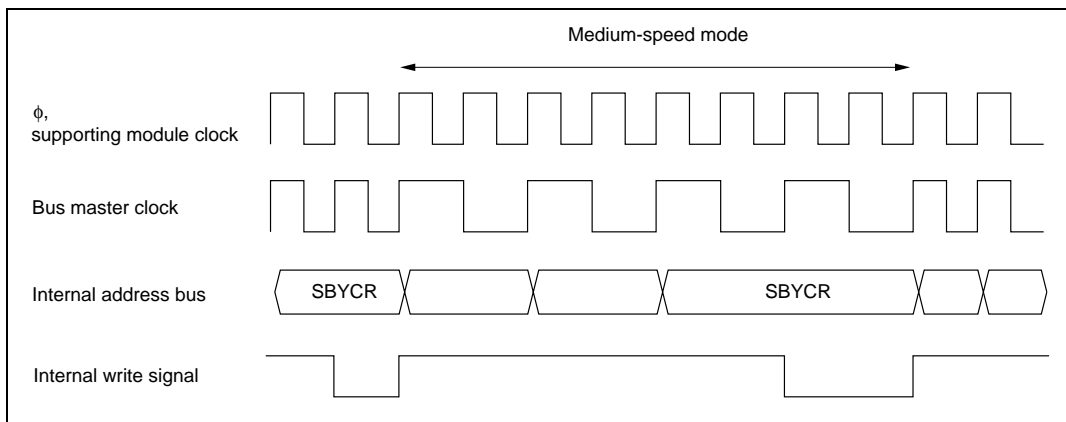 Medium-speed mode
ϕ,
supporting module clock
Bus master clock
Internal address bus
SBYCR
SBYCR
Internal write signal